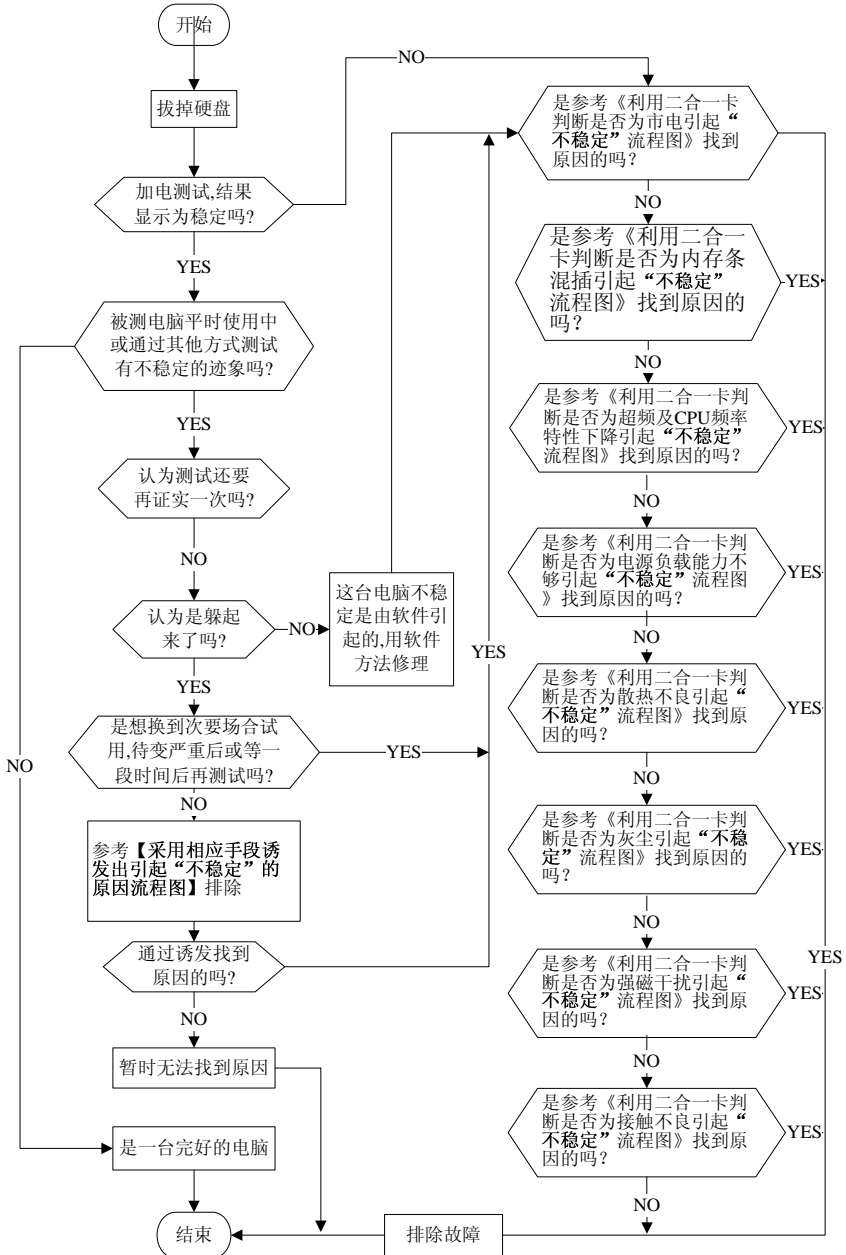 开始
拔掉硬盘
加电测试,结果
显示为稳定吗?
YES
NO
被测电脑平时使用中
或通过其他方式测试
有不稳定的迹象吗?
YES
NO
认为测试还要
再证实一次吗?
NO
认为是躲起
来了吗?
NO
这台电脑不稳
定是由软件引
起的,用软件
方法修理
YES
YES
是想换到次要场合试
用,待变严重后或等一
段时间后再测试吗?
YES
NO
参考【采用相应手段诱
发出引起“不稳定”的
原因流程图】排除
通过诱发找到
原因的吗?
NO
暂时无法找到原因
是一台完好的电脑
结束
是参考《利用二合一卡
判断是否为市电引起“
不稳定”流程图》找到
原因的吗?
NO
是参考《利用二合一
卡判断是否为内存条
混插引起“不稳定”
流程图》找到原因的
吗?
YES
NO
是参考《利用二合一卡判
断是否为超频及CPU频率
特性下降引起“不稳定”
流程图》找到原因的吗?
YES
NO
是参考《利用二合一卡判
断是否为电源负载能力不
够引起“不稳定”流程图
》找到原因的吗?
YES
NO
是参考《利用二合一卡判
断是否为散热不良引起“
不稳定”流程图》找到原
因的吗?
YES
NO
是参考《利用二合一卡判
断是否为灰尘引起“不稳
定”流程图》找到原因的
吗?
YES
NO
是参考《利用二合一卡判
断是否为强磁干扰引起“
不稳定”流程图》找到原
因的吗?
YES
YES
NO
是参考《利用二合一卡判
断是否为接触不良引起“
不稳定”流程图》找到原
因的吗?
YES
NO
排除故障